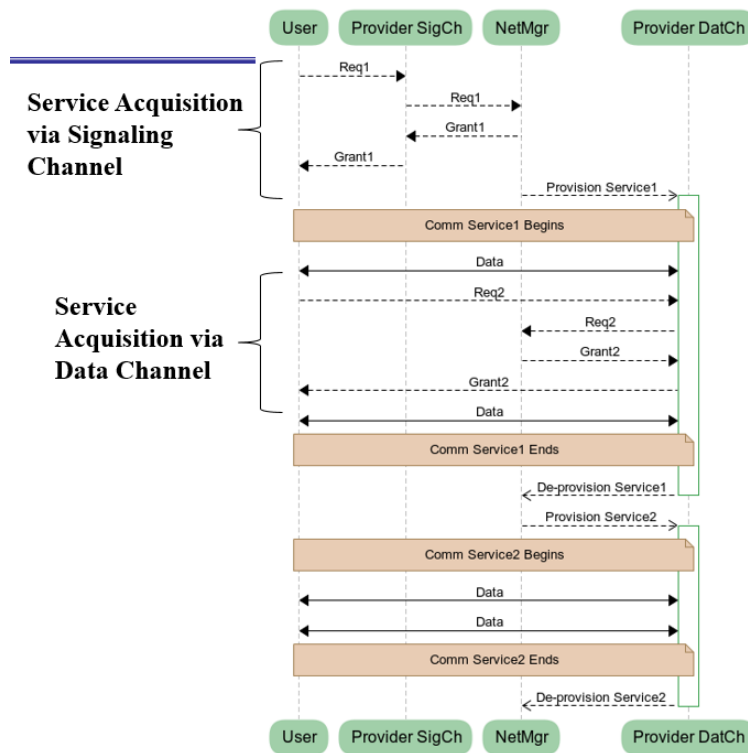 User
Provider SigCh
NetMgr
Provider DatCh
Service Acquisition
via Signaling
Channel
Req1
Req1
Grant1
Grant1
Provision Service1
Comm Service1 Begins
Service
Acquisition via
Data Channel
Data
Req2
Req2
Grant2
Grant2
Data
Comm Service1 Ends
De-provision Service1
Provision Service2
Comm Service2 Begins
Data
Data
Comm Service2 Ends
De-provision Service2
User
Provider SigCh
NetMgr
Provider DatCh